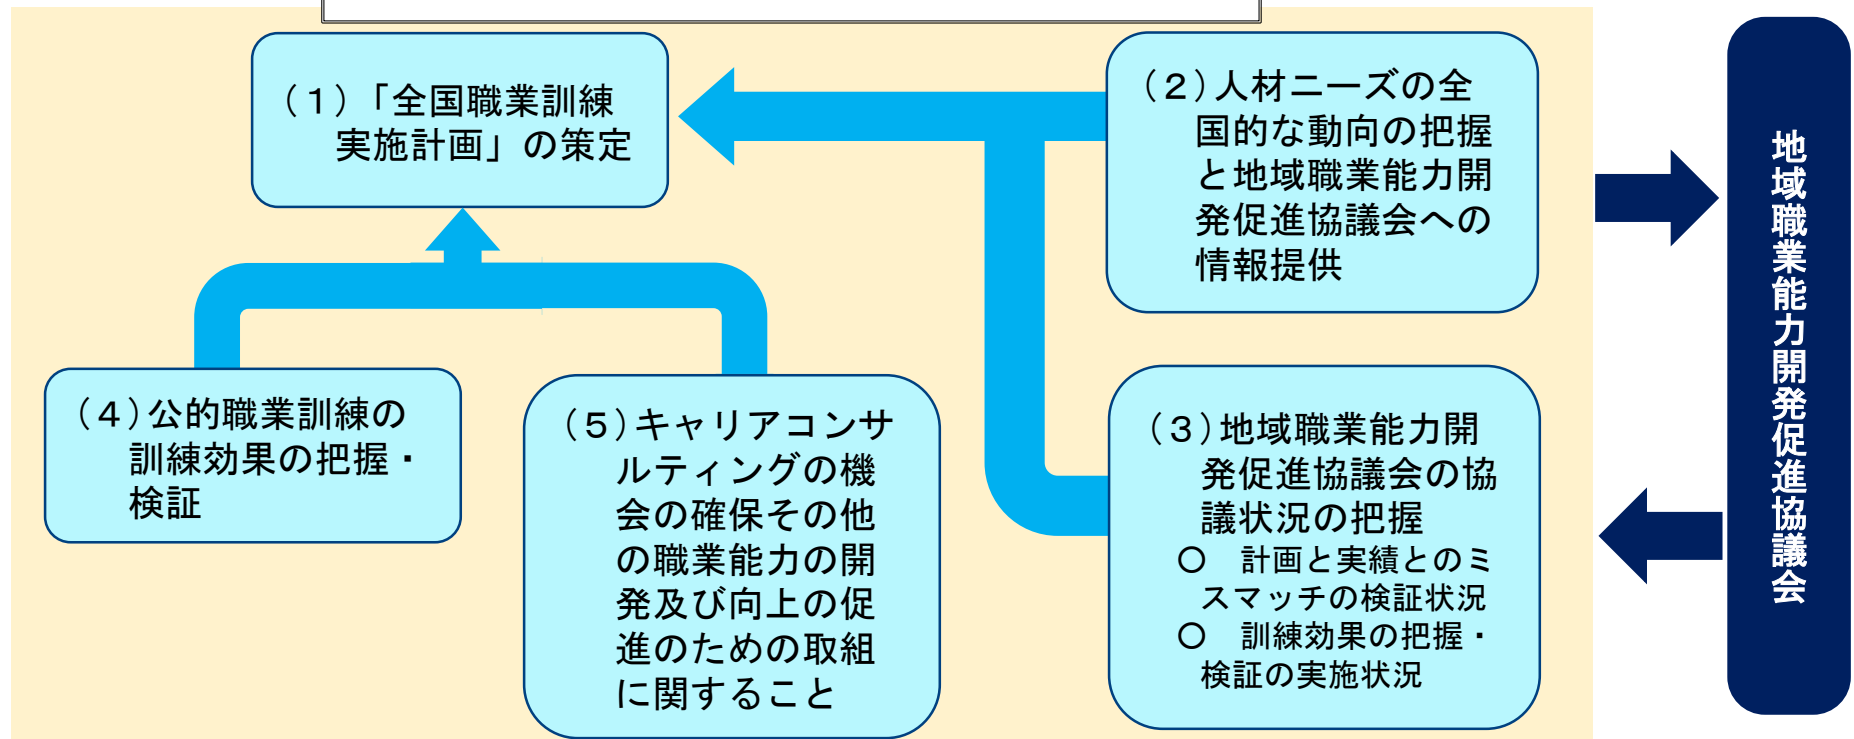 （１）「全国職業訓練
実施計画」の策定
（２）人材ニーズの全
国的な動向の把握
と地域職業能力開
発促進協議会への
情報提供
（４）公的職業訓練の
訓練効果の把握・
検証
（５）キャリアコンサ
ルティングの機
会の確保その他
の職業能力の開
発及び向上の促
進のための取組
に関すること
（３）地域職業能力開
発促進協議会の協
議状況の把握
○　計画と実績とのミ
スマッチの検証状況
○　訓練効果の把握・
検証の実施状況
地域職業能力開発促進協議会